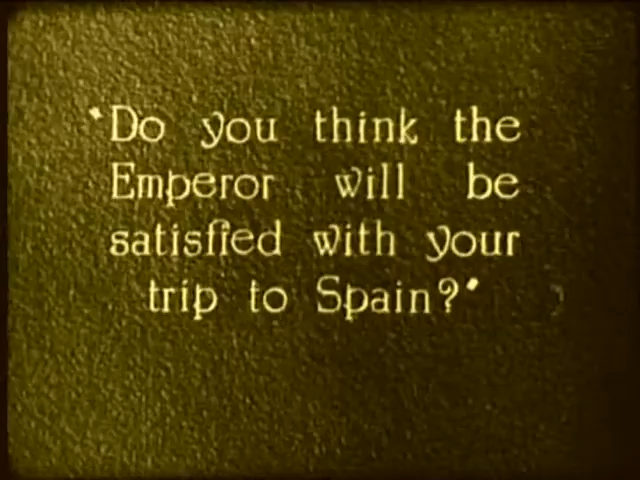 "Do you think the
Emperor will be
satisfied with your
trip to Spain?"